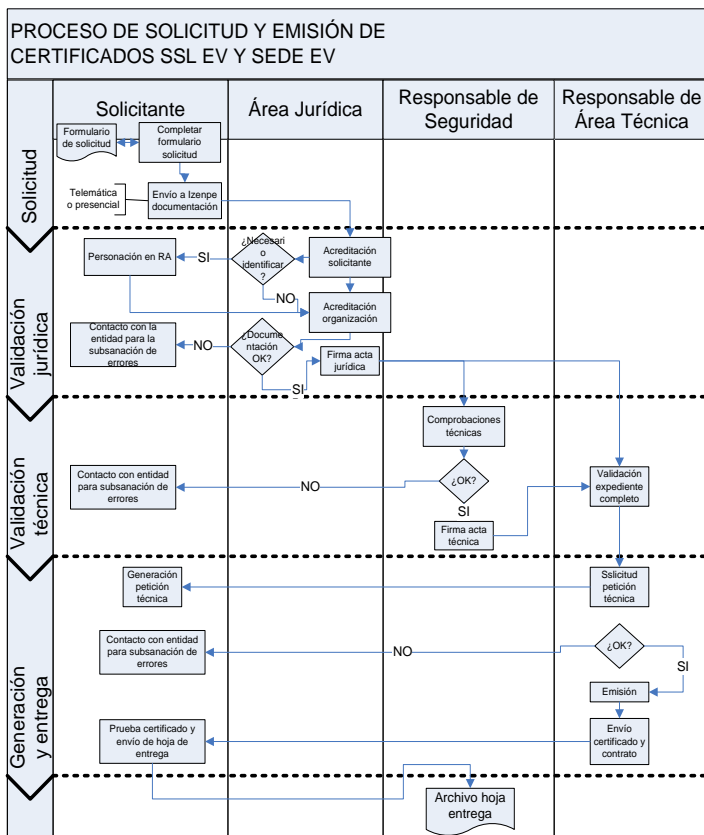 PROCESO DE SOLICITUD Y EMISIÓN DE
CERTIFICADOS SSL EV Y SEDE EV
Solicitante
Área Jurídica
Responsable de
Seguridad
Responsable de
Área Técnica
Solicitud
Formulario
de solicitud
Completar
formulario
solicitud
Telemática
o presencial
Envío a Izenpe
documentación
Validación
jurídica
Personación en RA
SI
¿Necesari
o
identificar
?
Acreditación
solicitante
NO
Acreditación
organización
Contacto con la
entidad para la
subsanación de
errores
NO
¿Docume
ntación
OK?
SI
Firma acta
jurídica
Validación
técnica
Comprobaciones
técnicas
Contacto con entidad
para subsanación de
errores
NO
¿OK?
SI
Firma acta
técnica
Validación
expediente
completo
Generación
y entrega
Generación
petición
técnica
Sslicitud
petición
técnica
Contacto con entidad
para subsanación de
errores
NO
¿OK?
SI
Emisión
Prueba certificado y
envío de hoja de
entrega
Envío
certificado y
contrato
Archivo hoja
entrega